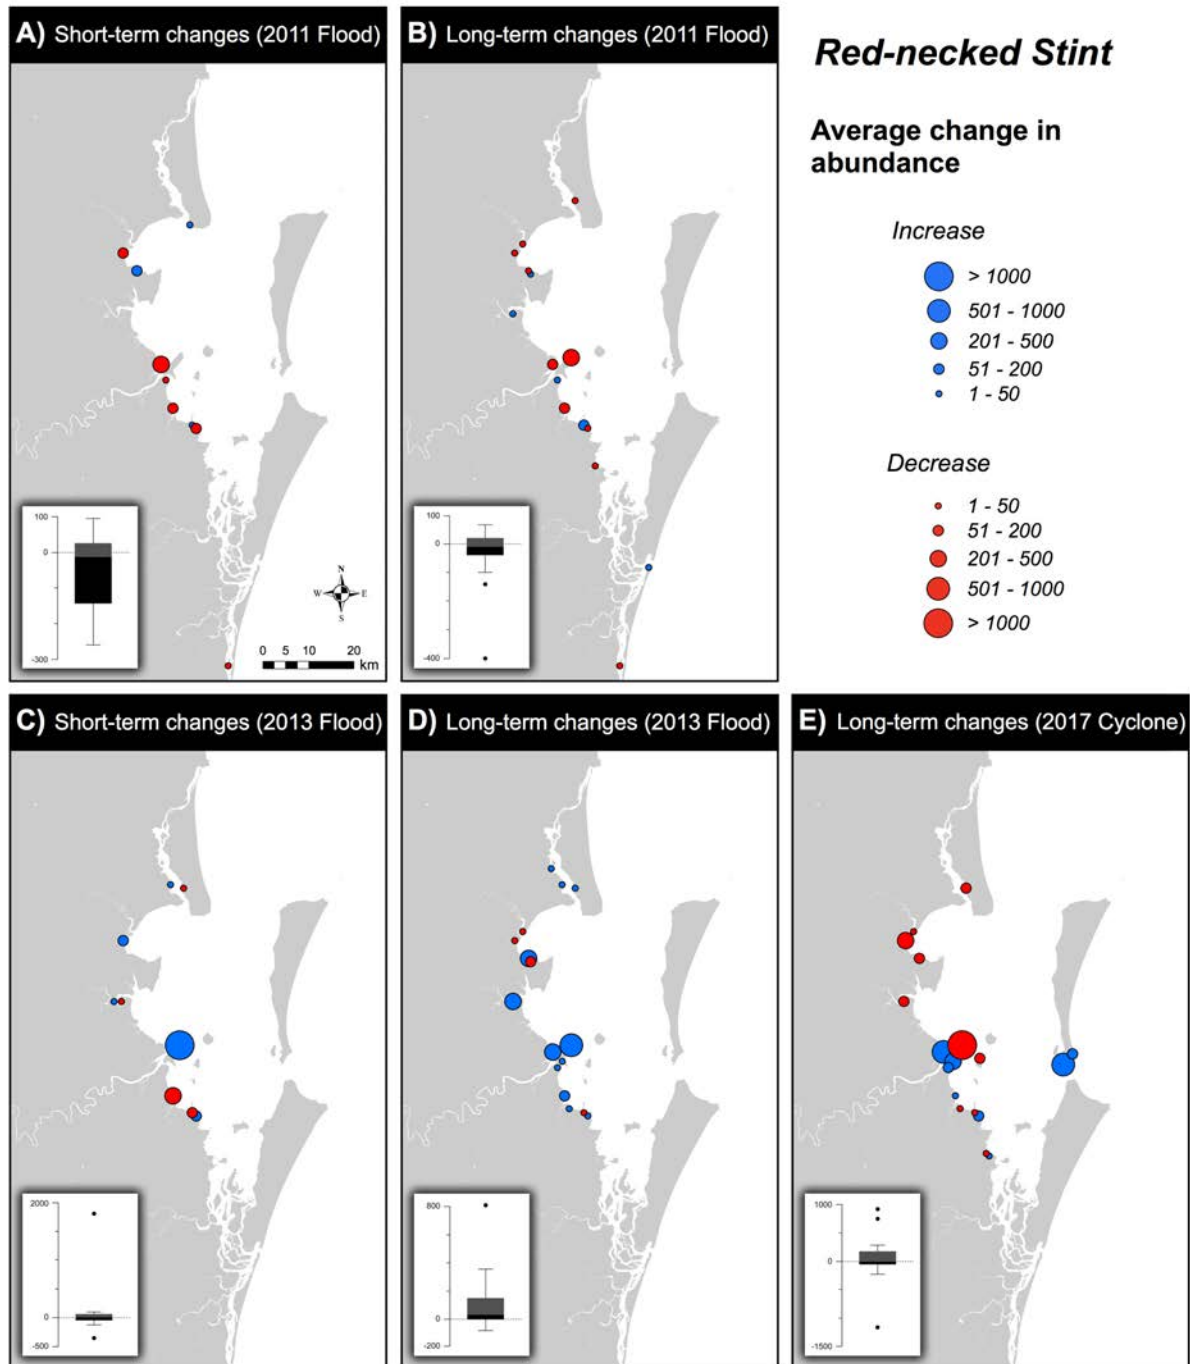 A) Short-term changes (2011 Flood)
B) Long-term changes (2011 Flood)
Red-necked Stint
Average change in
abundance
Increase
> 1000
501 - 1000
201 - 500
51 - 200
1 - 50
Decrease
1 - 50
51 - 200
201 - 500
501 - 1000
> 1000
100
0
-300
N
W
E
S
0 5 10 20
km
100
0
-400
C) Short-term changes (2013 Flood)
D) Long-term changes (2013 Flood)
E) Long-term changes (2017 Cyclone)
2000
0
-500
800
0
-200
1000
0
-1500